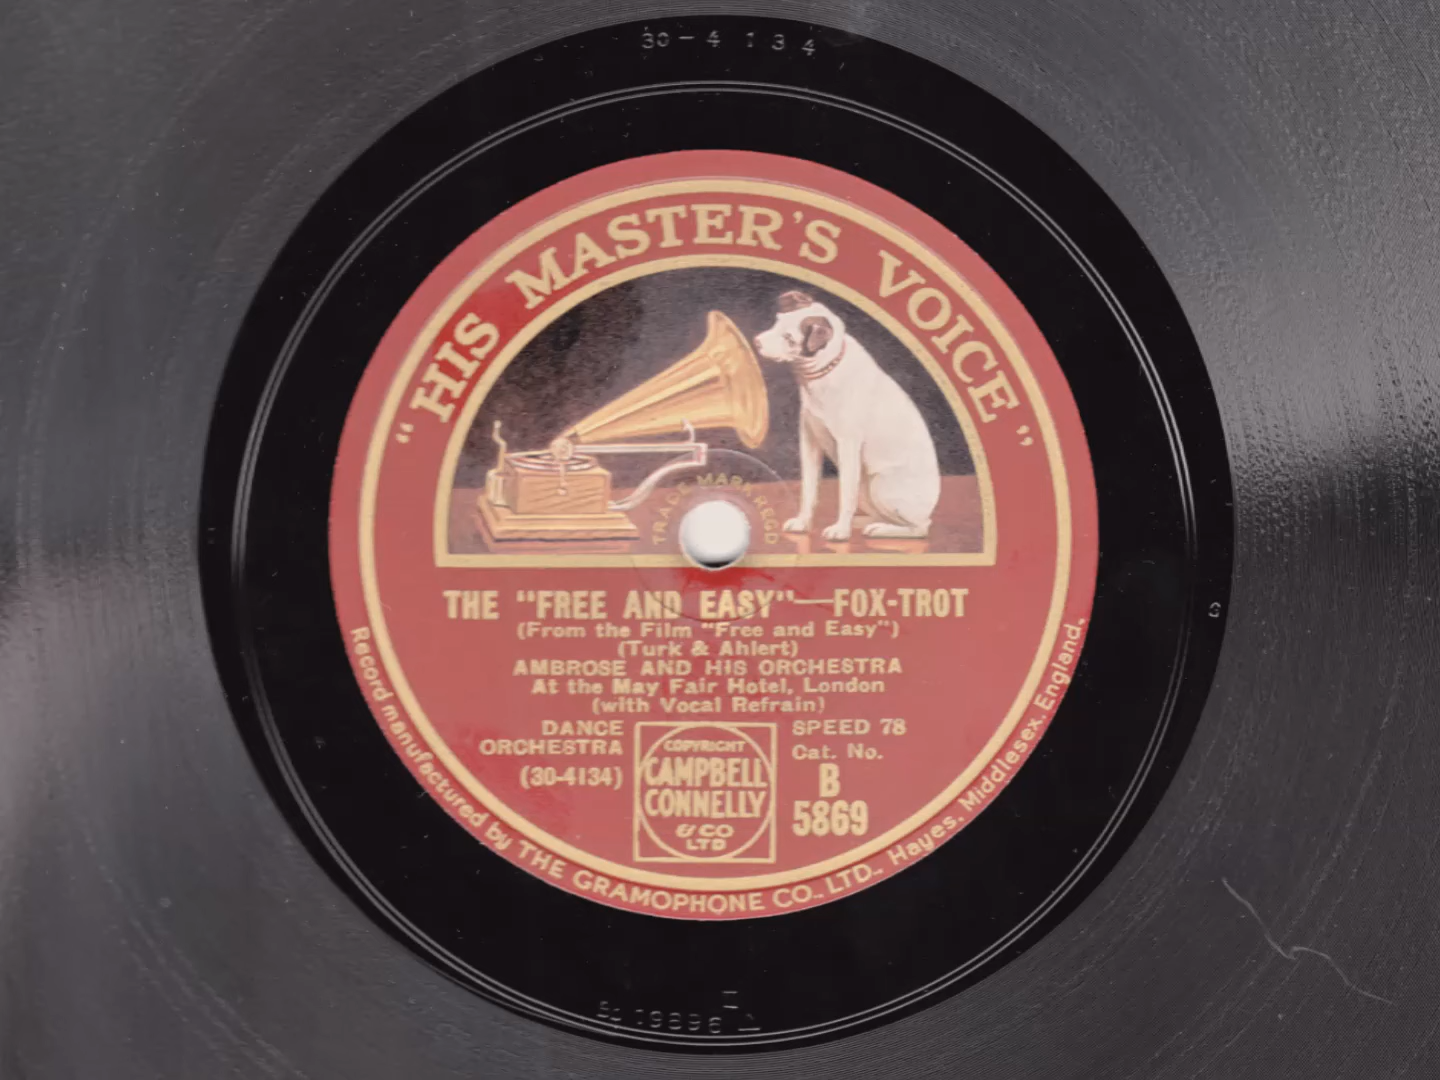 30-4134
"HIS MASTER'S VOICE"
TRADE MARK REGD
THE "FREE AND EASY"—FOX-TROT
(From the Film "Free and Easy")
(Turk & Ahlert)
AMBROSE AND HIS ORCHESTRA
At the May Fair Hotel, London
(with Vocal Refrain)
DANCE
ORCHESTRA
(30-4134)
COPYRIGHT
CAMPBELL
CONNELLY
& CO
LTD
SPEED 78
Cat. No.
B
5869
Record manufactured by THE GRAMOPHONE CO., LTD., Hayes, Middlesex, England.
19896